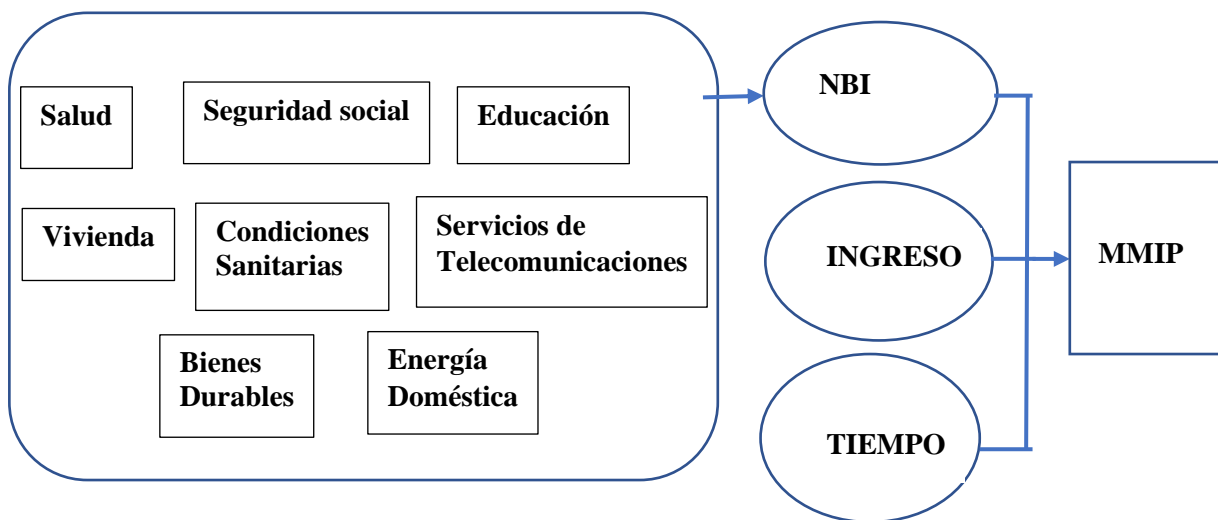 Salud
Seguridad social
Educación
Vivienda
Condiciones
Sanitarias
Servicios de
Telecomunicaciones
Bienes
Durables
Energía
Doméstica
NBI
INGRESO
TIEMPO
MMIP